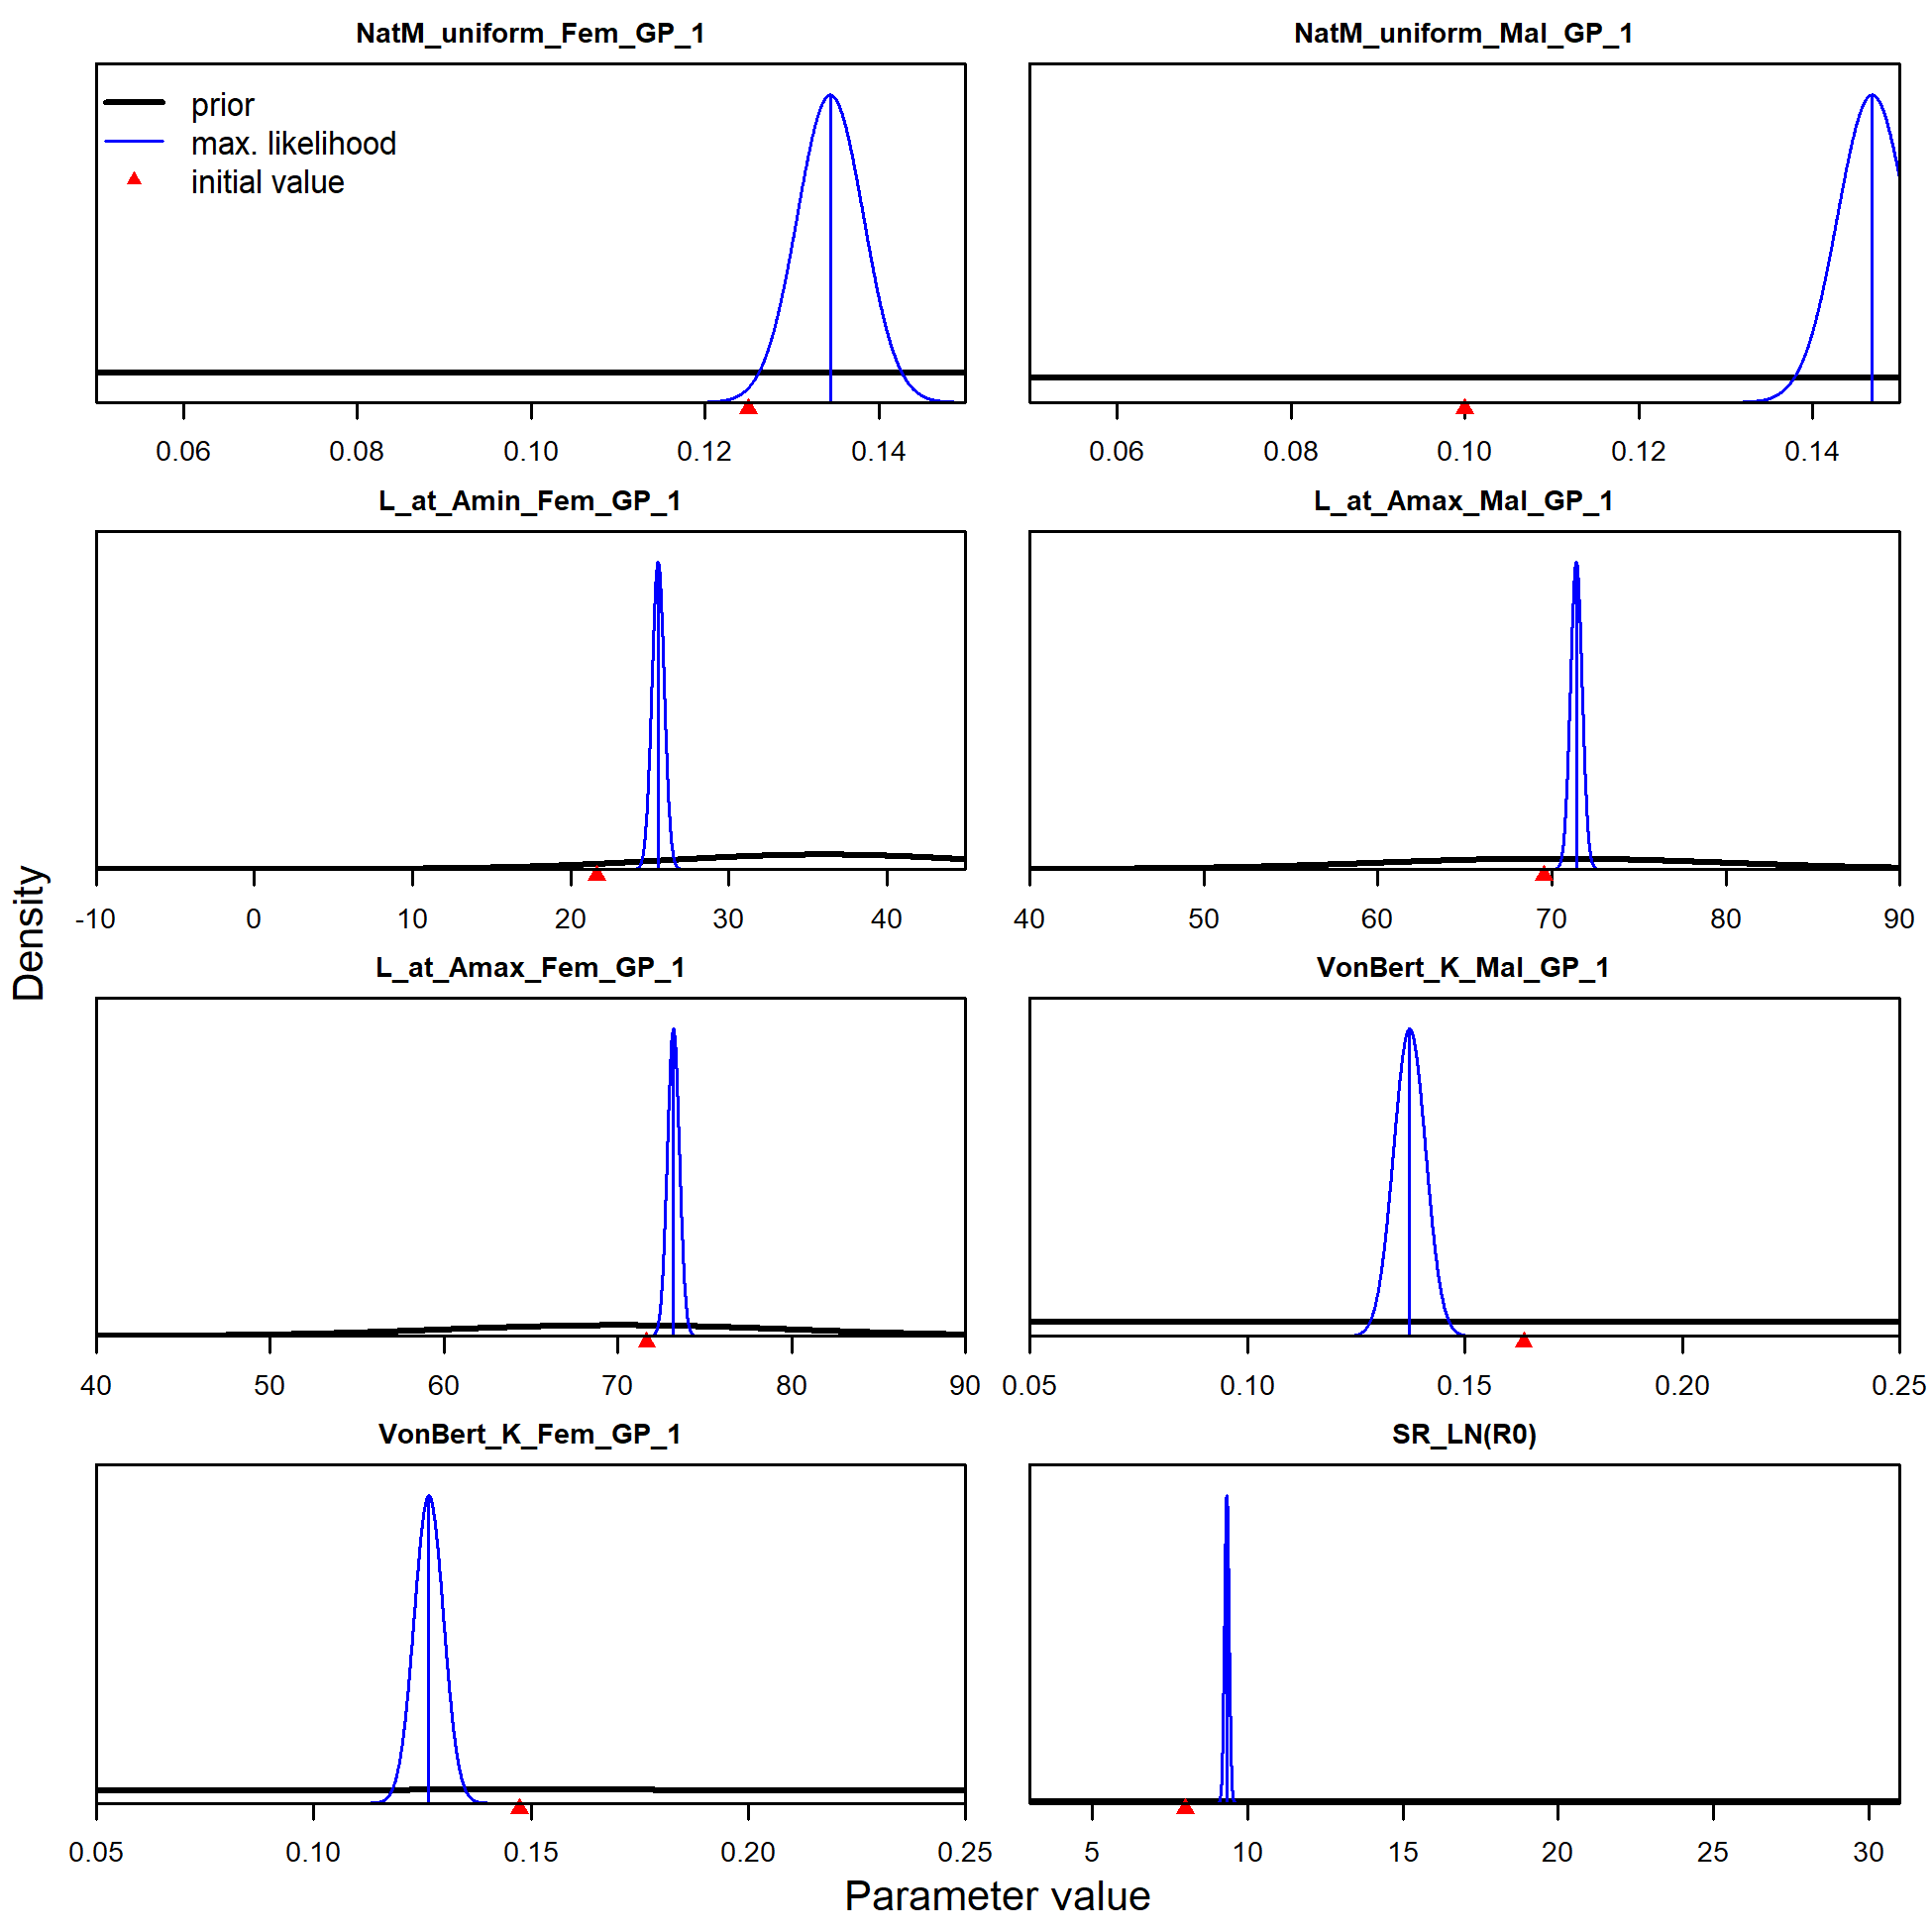 NatM_uniform_Fem_GP_1
prior
max. likelihood
initial value
0.06 0.08 0.10 0.12 0.14
NatM_uniform_Mal_GP_1
0.06 0.08 0.10 0.12 0.14
L_at_Amin_Fem_GP_1
-10 0 10 20 30 40
L_at_Amax_Mal_GP_1
40 50 60 70 80 90
L_at_Amax_Fem_GP_1
40 50 60 70 80 90
VonBert_K_Mal_GP_1
0.05 0.10 0.15 0.20 0.25
VonBert_K_Fem_GP_1
0.05 0.10 0.15 0.20 0.25
SR_LN(R0)
5 10 15 20 25 30
Density
Parameter value